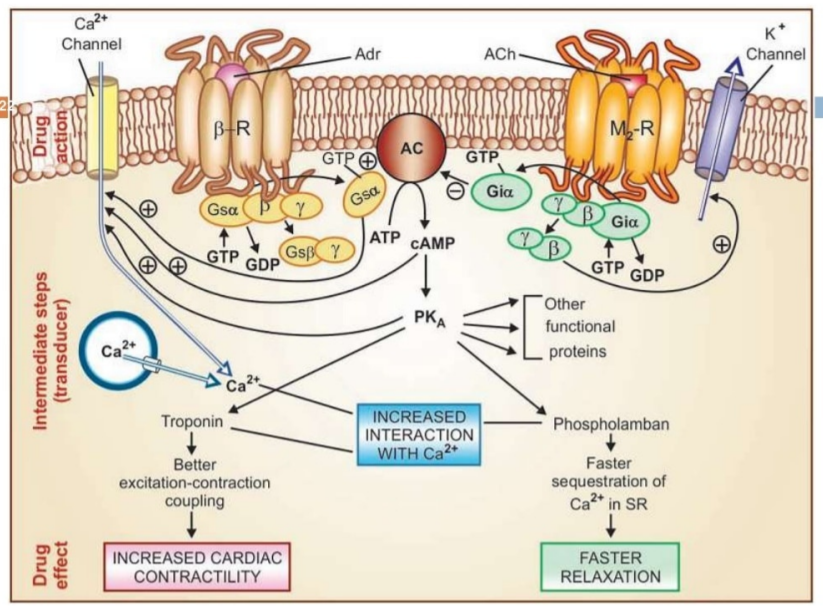 Ca2+
Channel
Adr
ACh
K+
Channel
22
Drug
action
β–R
AC
M2-R
GTP
⊕
Gsα
GTP
⊖
Giα
Gsα
β
γ
γ
β
Giα
⊕
GTP
GDP
Gsβ
γ
ATP
cAMP
γ
β
GTP
GDP
⊕
⊕
⊕
Intermediate steps
(transducer)
PKA
Other
functional
proteins
Ca2+
Ca2+
Troponin
INCREASED
INTERACTION
WITH Ca2+
Phospholamban
Better
excitation-contraction
coupling
Faster
sequestration of
Ca2+ in SR
Drug
effect
INCREASED CARDIAC
CONTRACTILITY
FASTER
RELAXATION